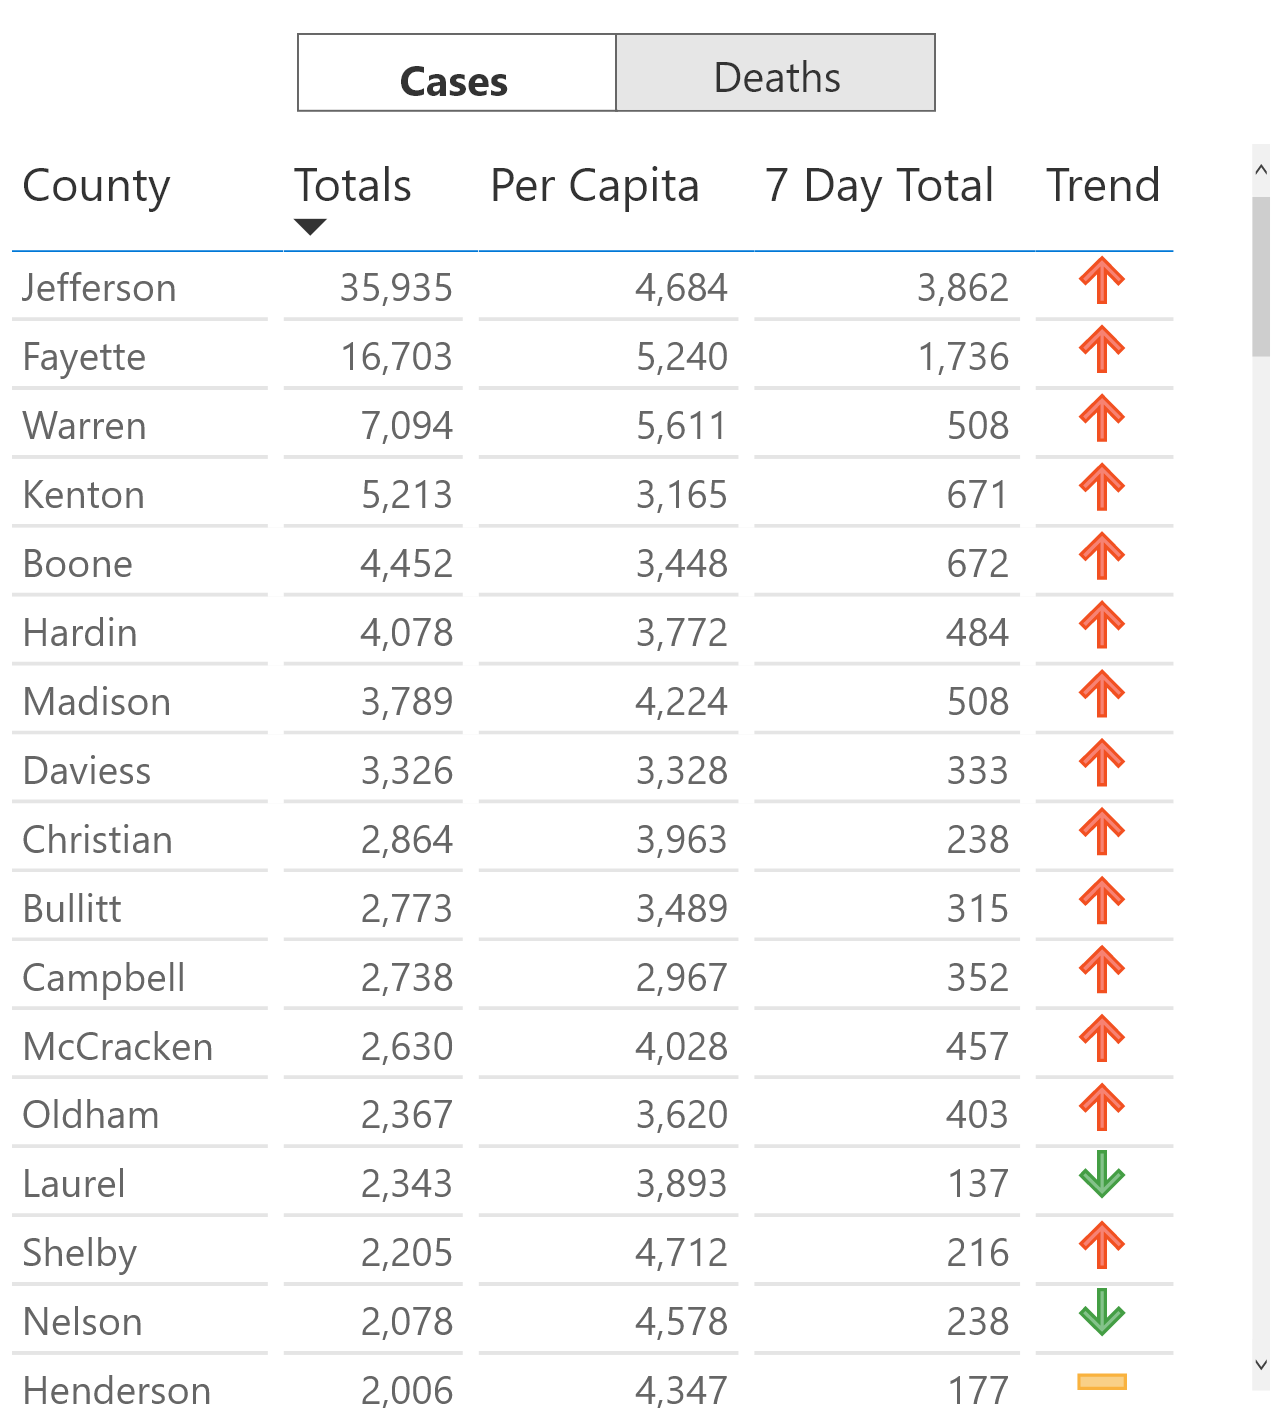 Cases Deaths
County Totals Per Capita 7 Day Total Trend
Jefferson 35,935 4,684 3,862
Fayette 16,703 5,240 1,736
Warren 7,094 5,611 508
Kenton 5,213 3,165 671
Boone 4,452 3,448 672
Hardin 4,078 3,772 484
Madison 3,789 4,224 508
Daviess 3,326 3,328 333
Christian 2,864 3,963 238
Bullitt 2,773 3,489 315
Campbell 2,738 2,967 352
McCracken 2,630 4,028 457
Oldham 2,367 3,620 403
Laurel 2,343 3,893 137
Shelby 2,205 4,712 216
Nelson 2,078 4,578 238
Henderson 2,006 4,347 177